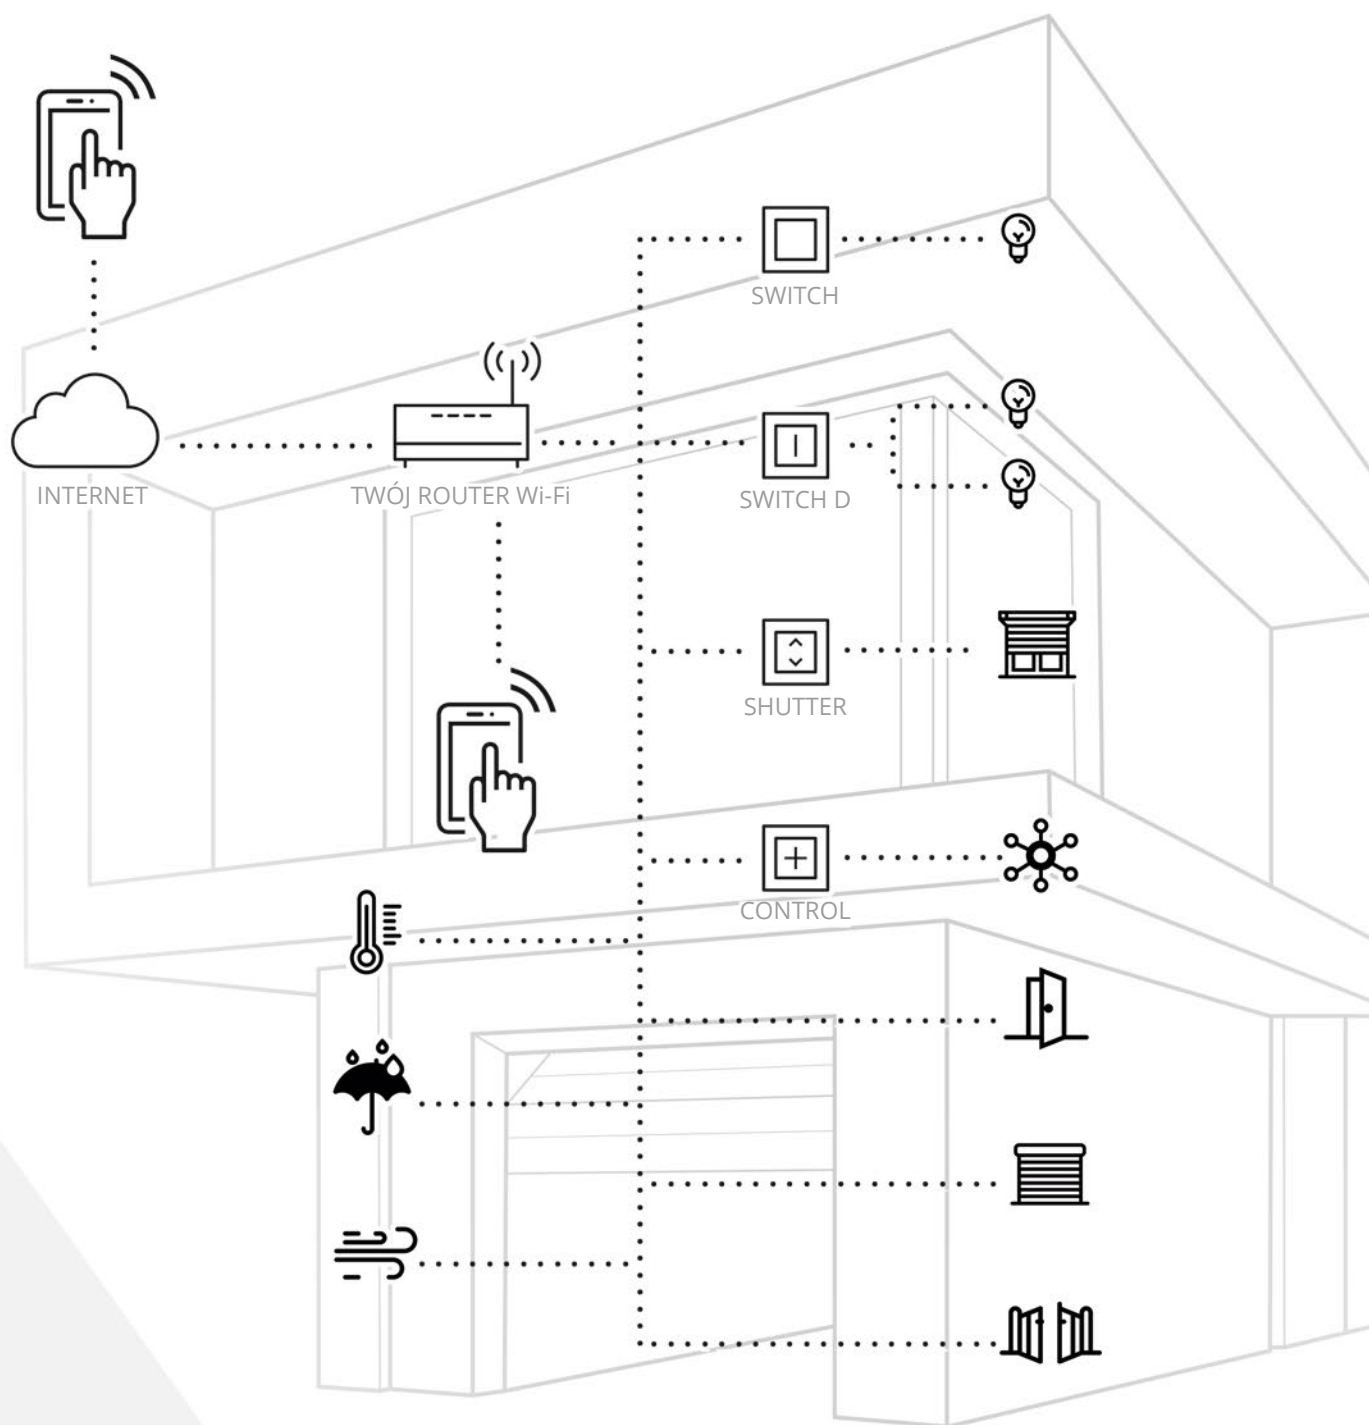 SWITCH
INTERNET
TWÓJ ROUTER Wi-Fi
SWITCH D
SHUTTER
CONTROL